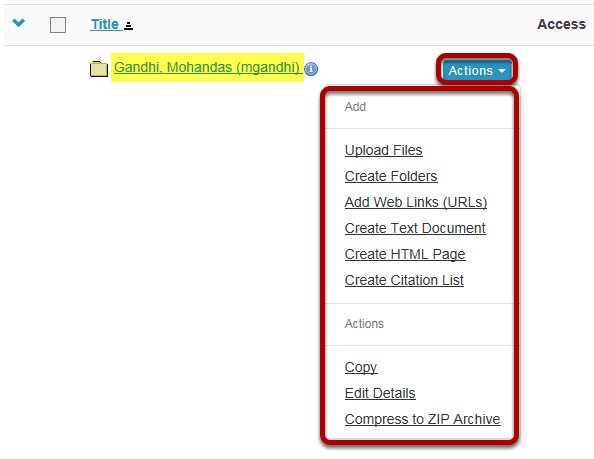 Title Access
Gandhi, Mohandas (mgandhi) Actions
Add
Upload Files
Create Folders
Add Web Links (URLs)
Create Text Document
Create HTML Page
Create Citation List
Actions
Copy
Edit Details
Compress to ZIP Archive